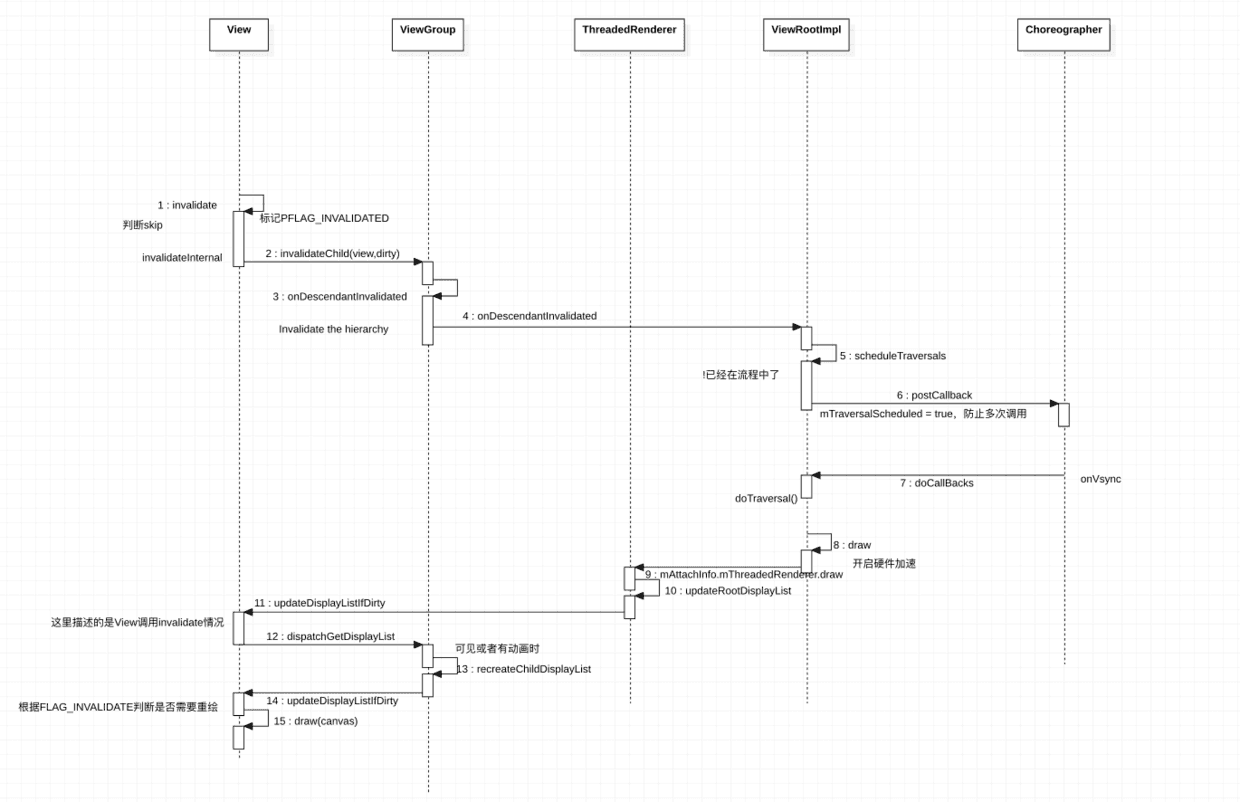 View
ViewGroup
ThreadedRenderer
ViewRootImpl
Choreographer
1 : invalidate
标记PFLAG_INVALIDATED
判断skip
2 : invalidateChild(view,dirty)
invalidateInternal
3 : onDescendantInvalidated
4 : onDescendantInvalidated
Invalidate the hierarchy
5 : scheduleTraversals
!已经在流程中了
6 : postCallback
mTraversalScheduled = true，防止多次调用
onVsync
7 : doCallBacks
doTraversal()
8 : draw
开启硬件加速
9 : mAttachInfo.mThreadedRenderer.draw
10 : updateRootDisplayList
11 : updateDisplayListIfDirty
这里描述的是View调用invalidate情况
12 : dispatchGetDisplayList
可见或者有动画时
13 : recreateChildDisplayList
14 : updateDisplayListIfDirty
根据FLAG_INVALIDATE判断是否需要重绘
15 : draw(canvas)